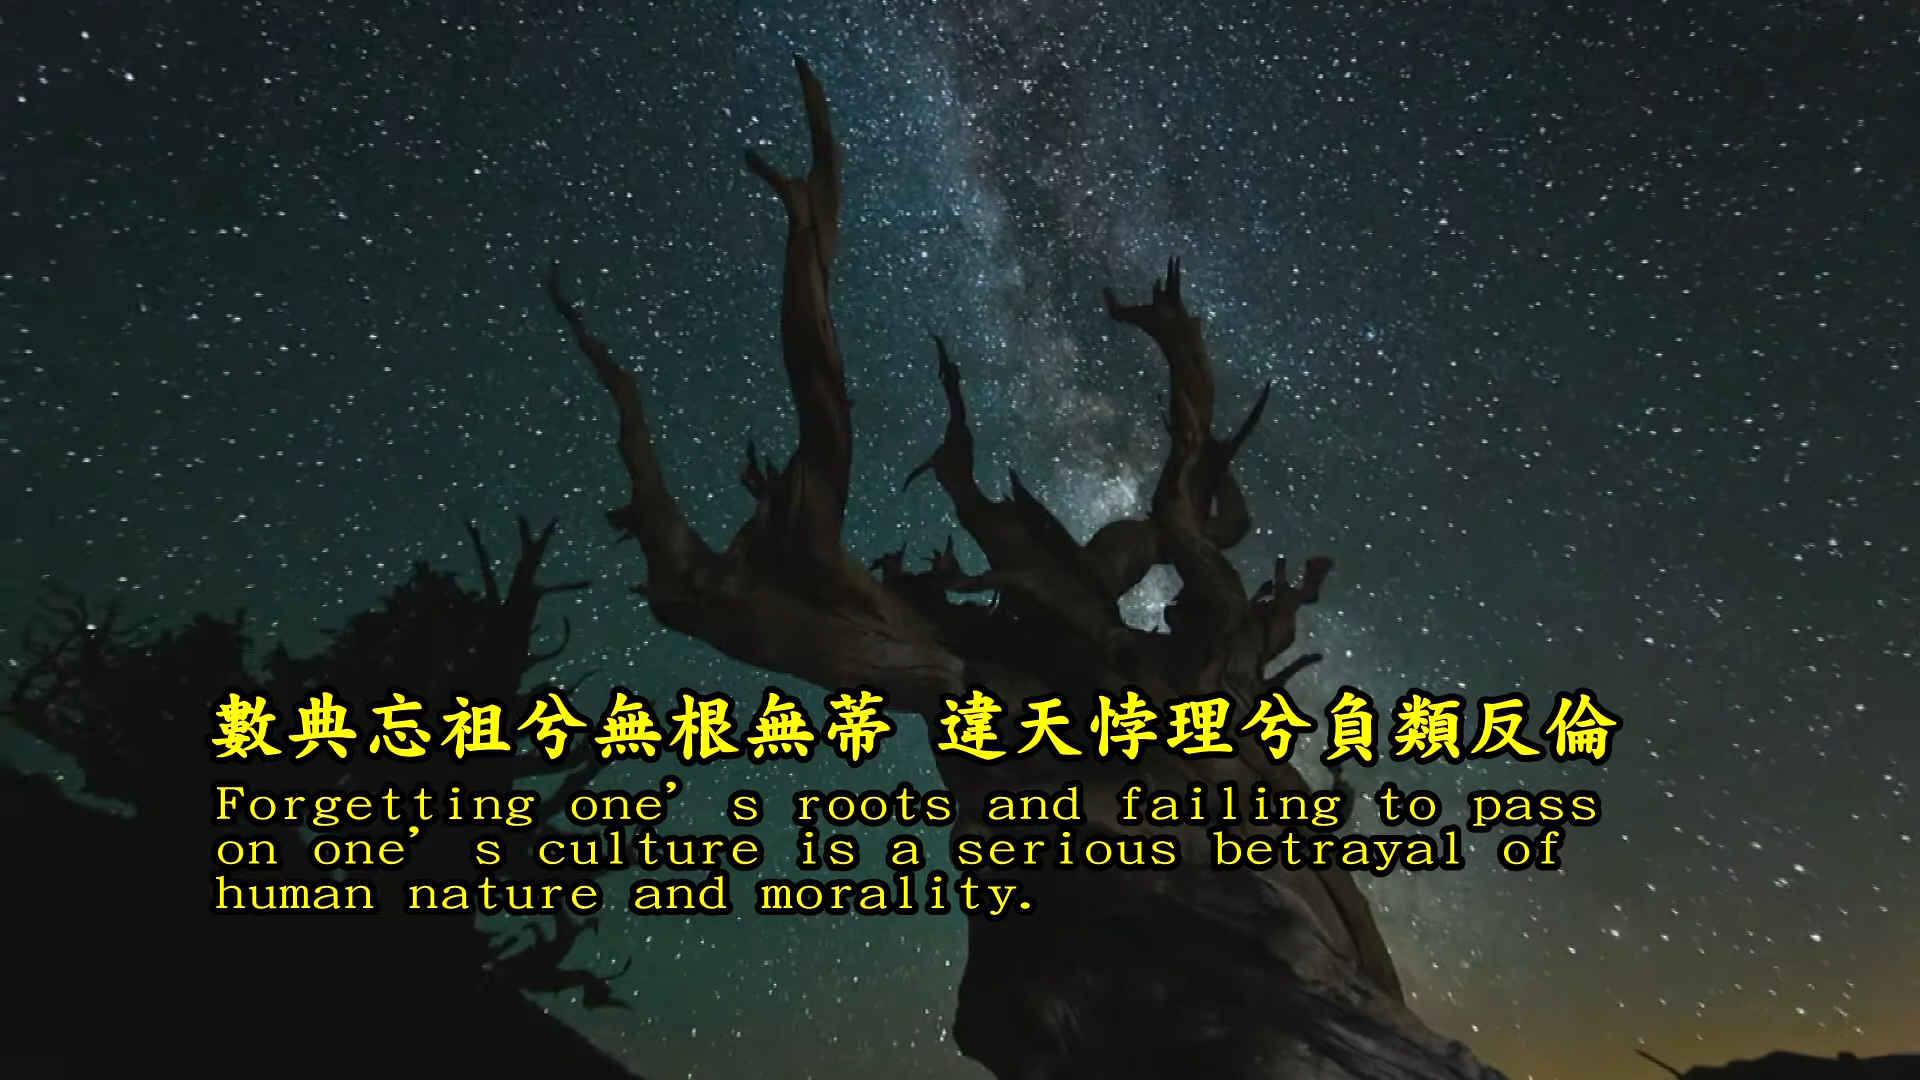 數典忘祖兮無根無蒂 違天悖理兮負類反倫
Forgetting one’s roots and failing to pass
on one’s culture is a serious betrayal of
human nature and morality.